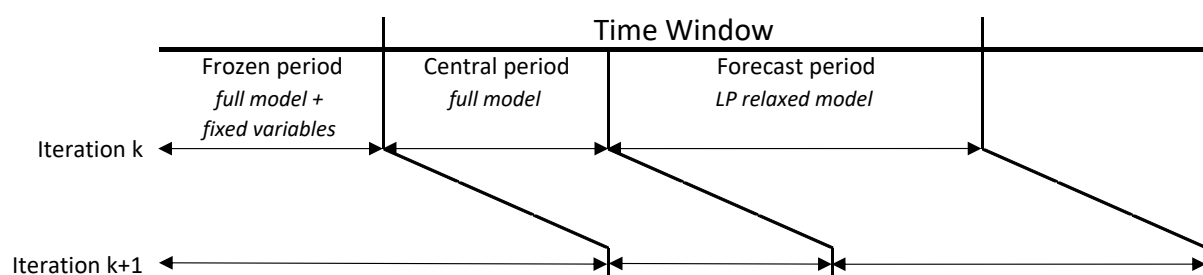 Time Window
Frozen period
full model +
fixed variables
Central period
full model
Forecast period
LP relaxed model
Iteration k
Iteration k+1